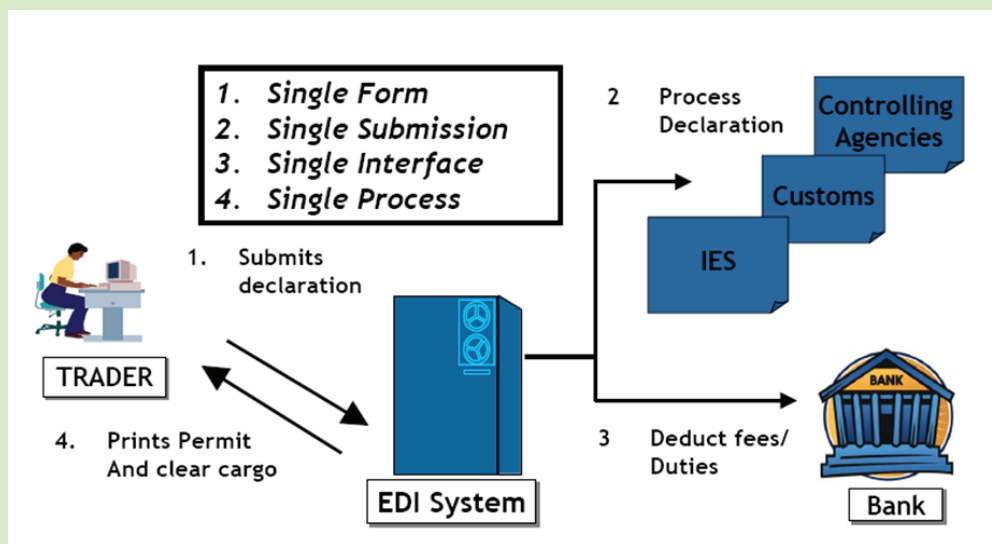 1. Single Form
2. Single Submission
3. Single Interface
4. Single Process
2 Process
Declaration
Controlling
Agencies
Customs
IES
1. Submits
declaration
TRADER
4. Prints Permit
And clear cargo
EDI System
3 Deduct fees/
Duties
BANK
Bank